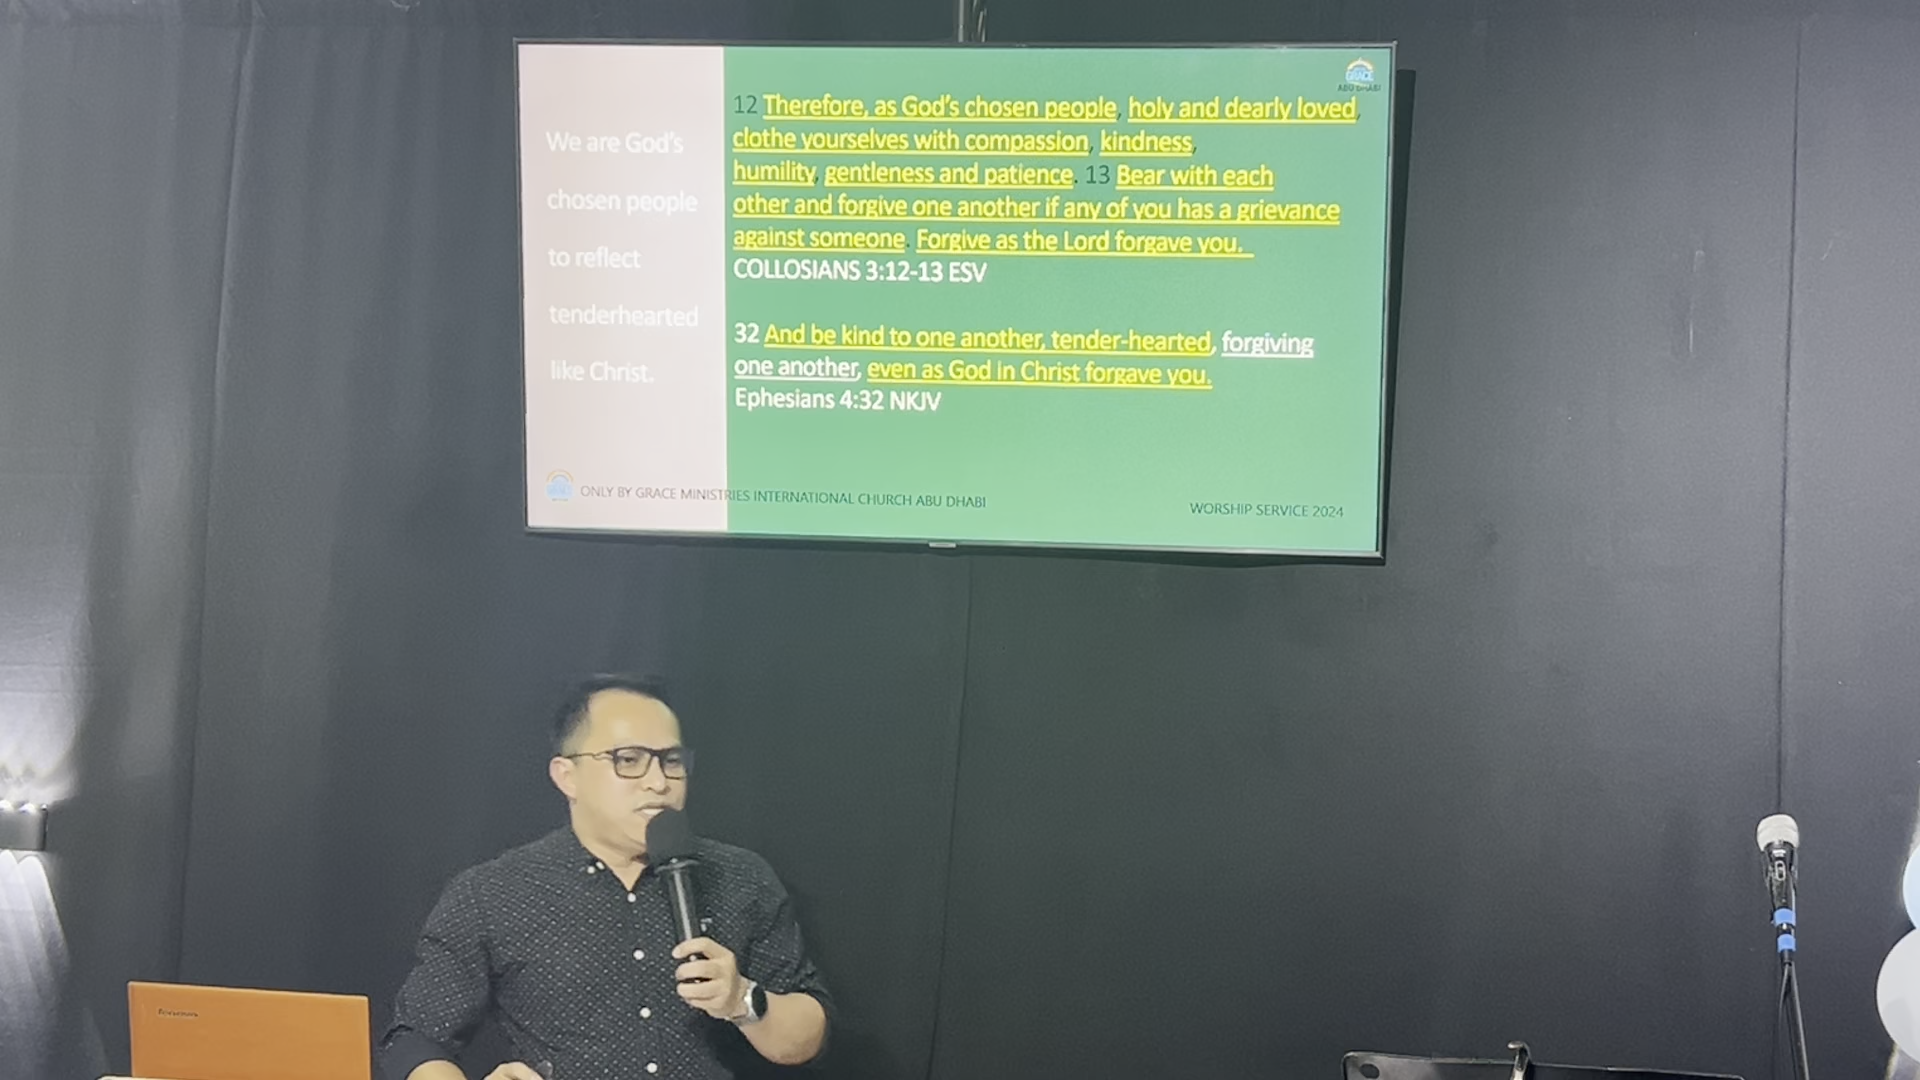 We are God's
chosen people
to reflect
tenderhearted
like Christ.
12 Therefore, as God's chosen people, holy and dearly loved,
clothe yourselves with compassion, kindness,
humility, gentleness and patience. 13 Bear with each
other and forgive one another if any of you has a grievance
against someone. Forgive as the Lord forgave you.
COLLOSIANS 3:12-13 ESV
32 And be kind to one another, tender-hearted, forgiving
one another, even as God in Christ forgave you.
Ephesians 4:32 NKJV
GRACE
ABU DHABI
ONLY BY GRACE MINISTRIES INTERNATIONAL CHURCH ABU DHABI
WORSHIP SERVICE 2024
lenovo